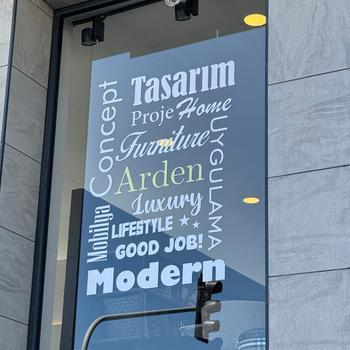 Concept
Tasarım
Proje Home
Furniture
UYGULAMA
Arden
Mobilya
Luxury
LIFESTYLE
GOOD JOB!
Modern